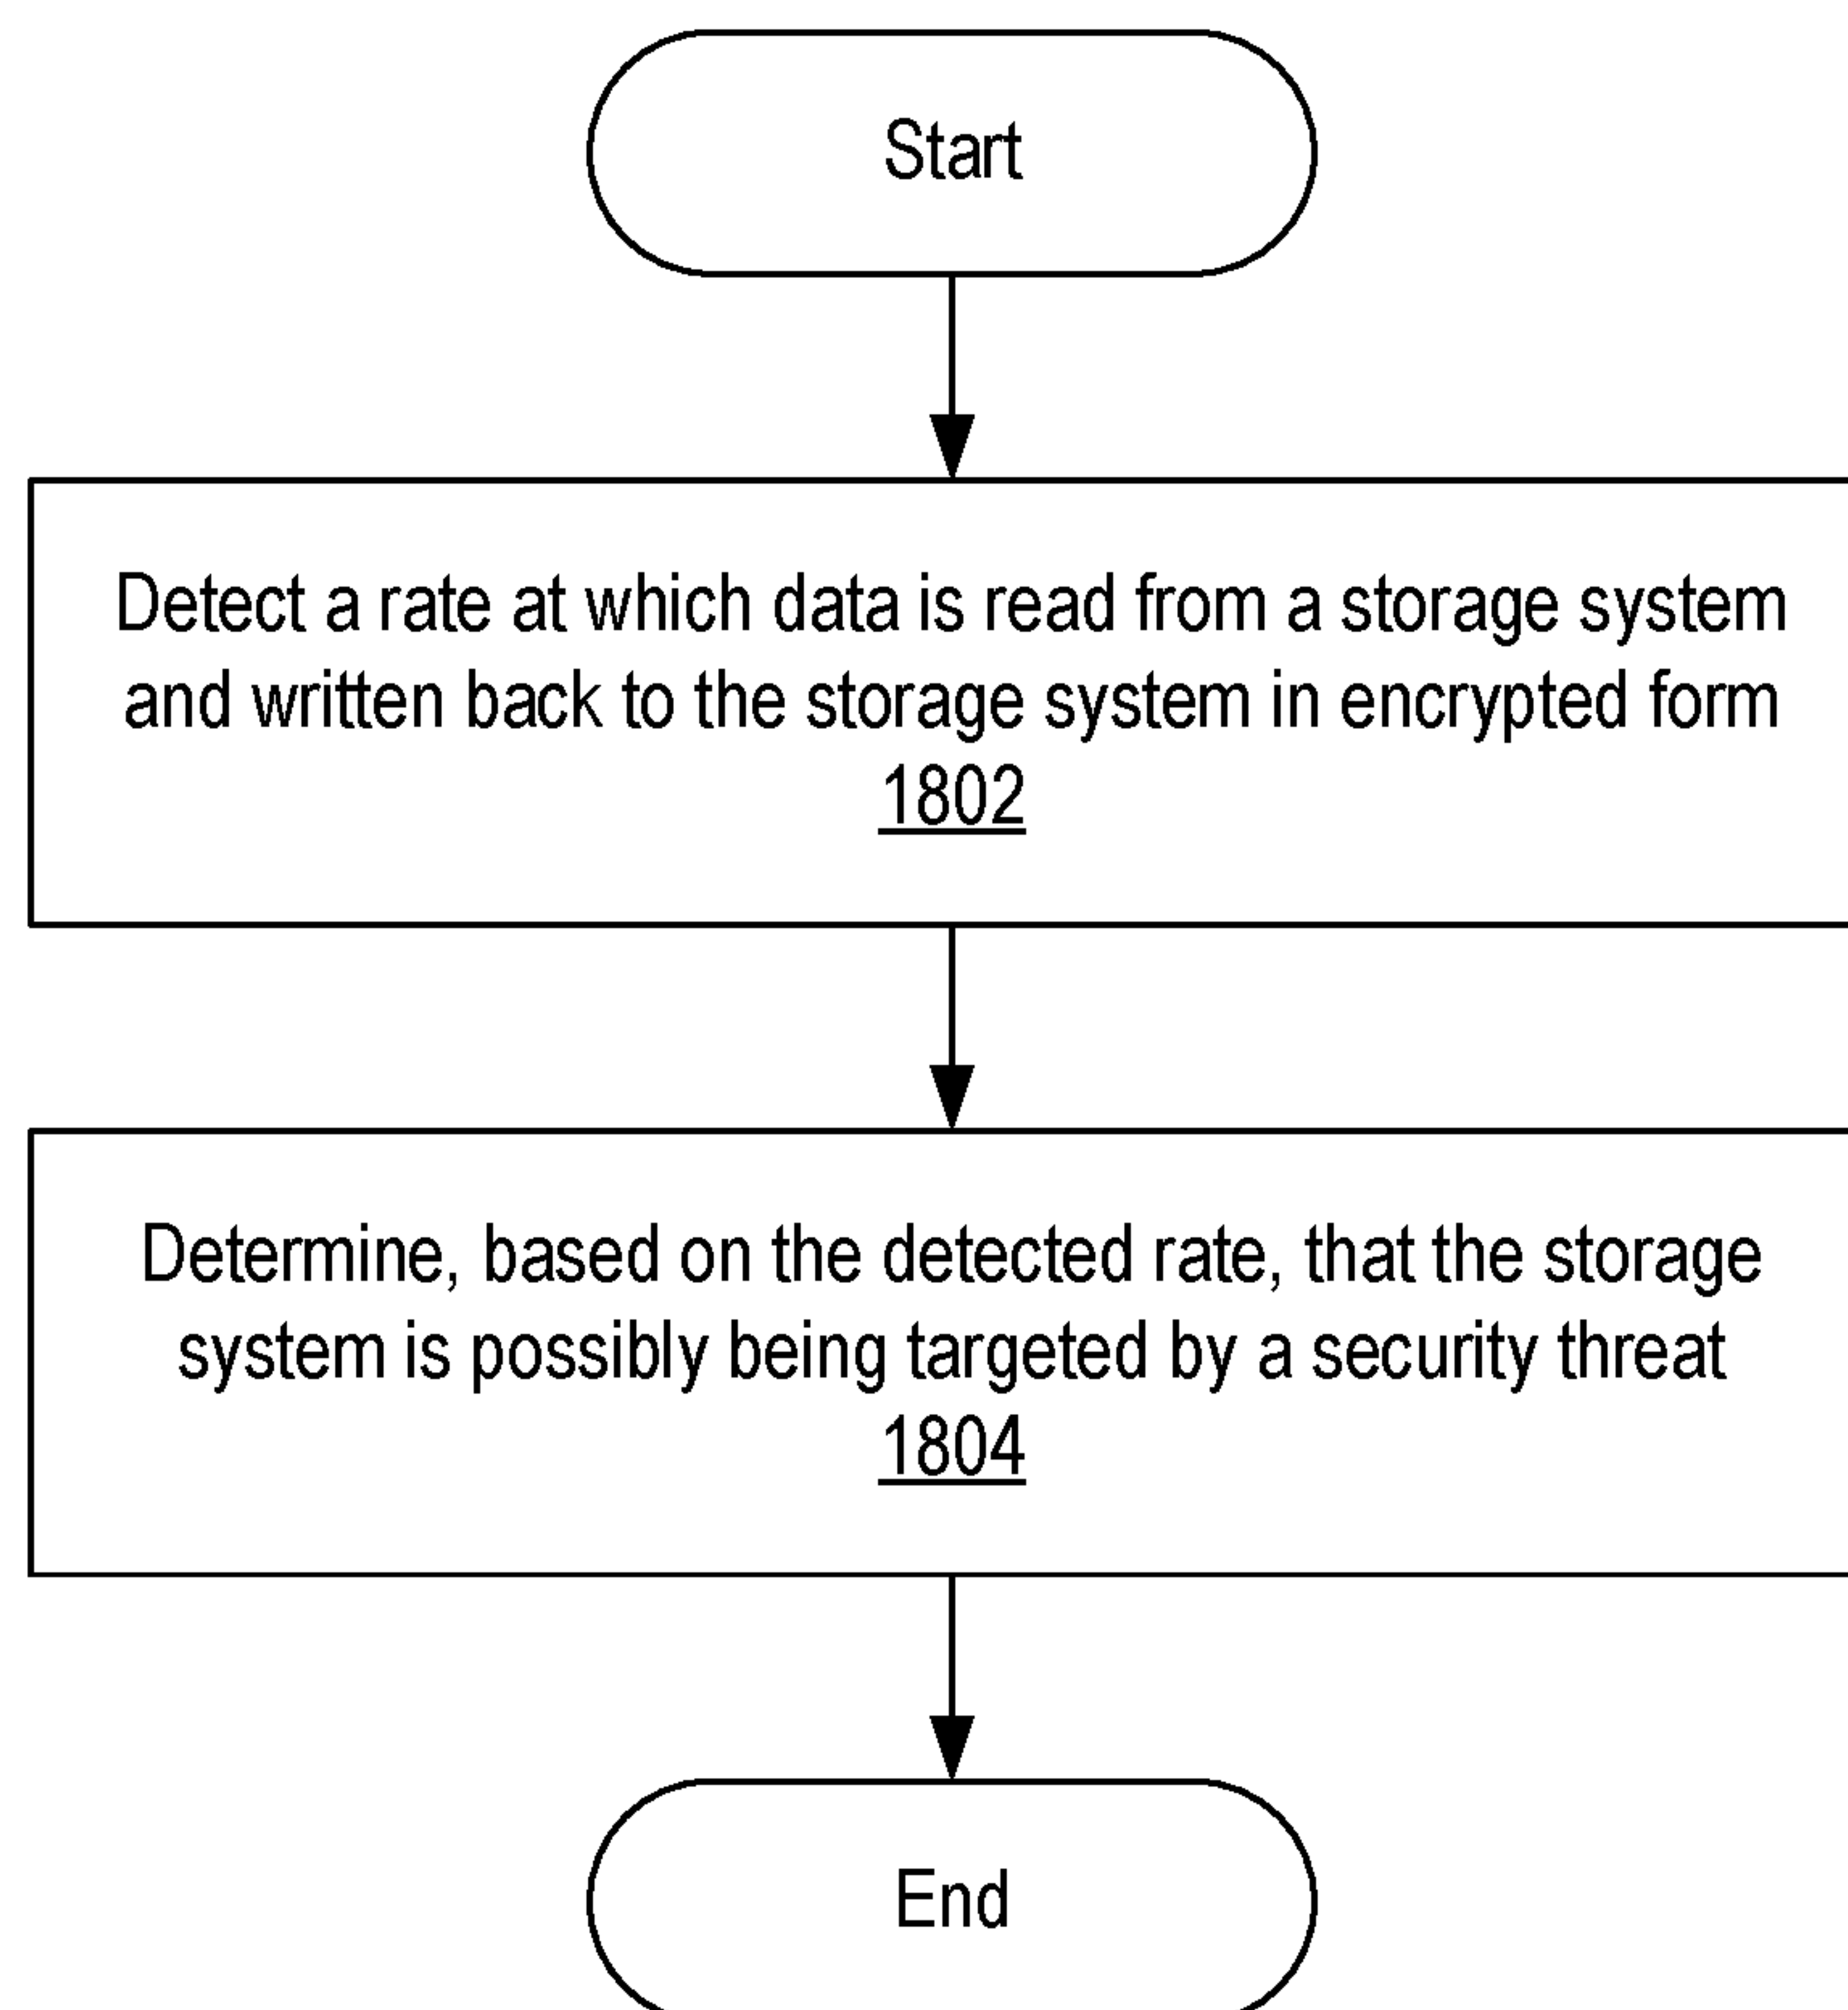 Start
Detect a rate at which data is read from a storage system
and written back to the storage system in encrypted form
1802
Determine, based on the detected rate, that the storage
system is possibly being targeted by a security threat
1804
End